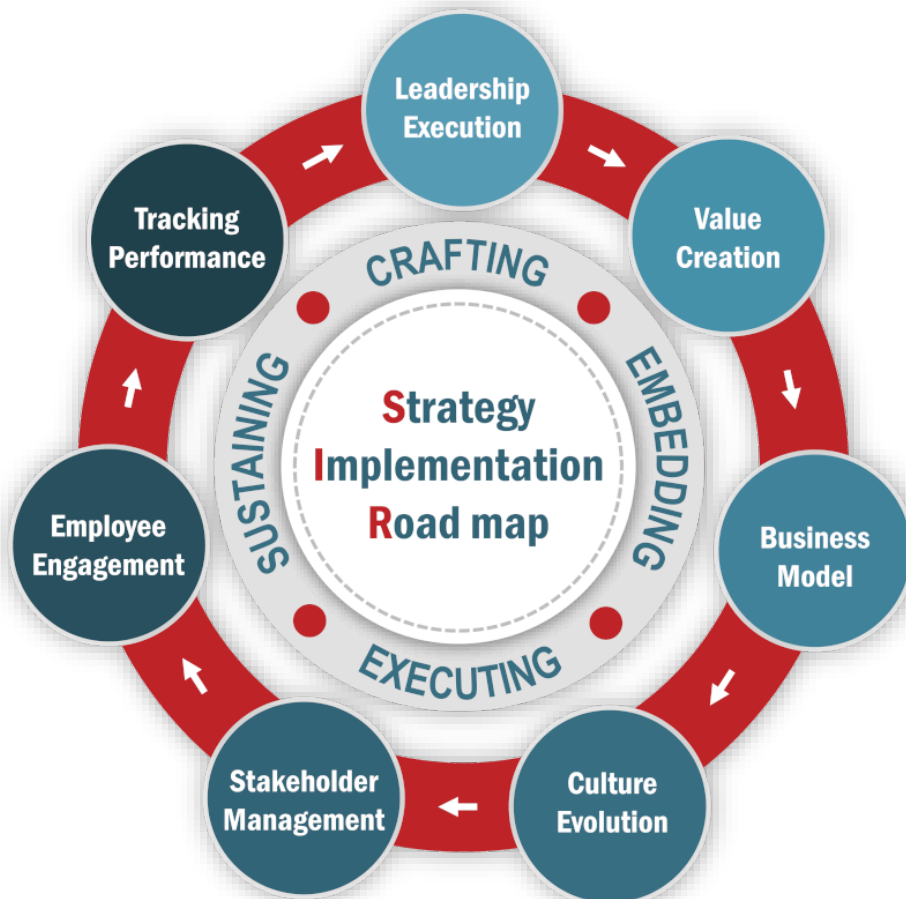 Leadership
Execution
Value
Creation
Business
Model
Culture
Evolution
Stakeholder
Management
Employee
Engagement
Tracking
Performance
CRAFTING
EMBEDDING
EXECUTING
SUSTAINING
Strategy
Implementation
Road map